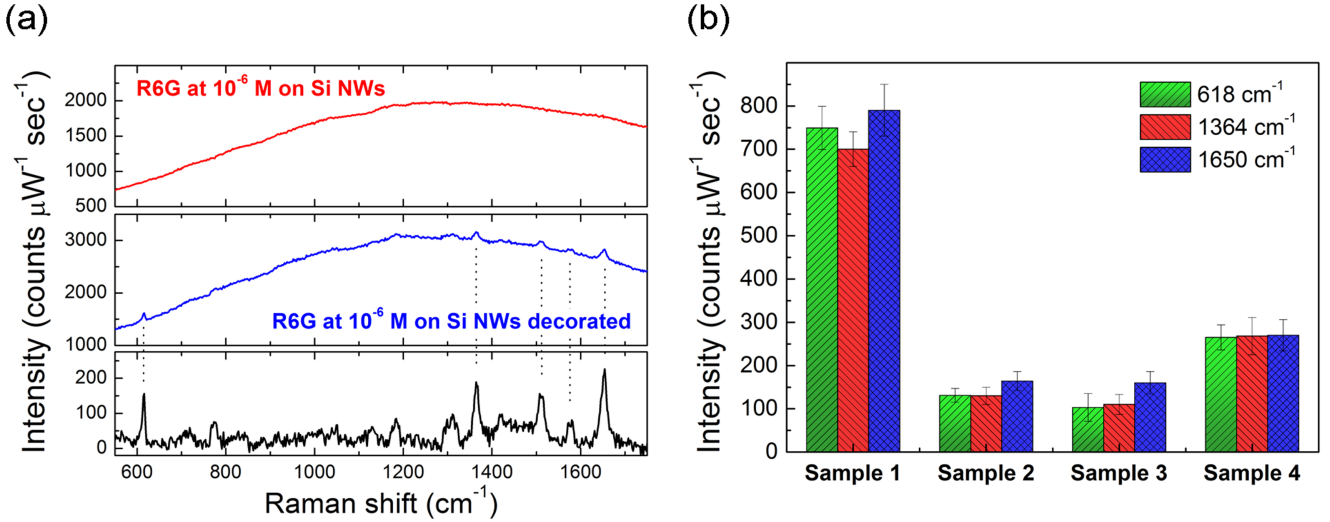 (a)
(b)
Intensity (counts μW⁻¹ sec⁻¹)
R6G at 10⁻⁶ M on Si NWs
2000
1500
1000
500
R6G at 10⁻⁶ M on Si NWs decorated
3000
2000
1000
200
100
0
600 800 1000 1200 1400 1600
Raman shift (cm⁻¹)
Intensity (counts μW⁻¹ sec⁻¹)
800
700
600
500
400
300
200
100
0
618 cm⁻¹
1364 cm⁻¹
1650 cm⁻¹
Sample 1 Sample 2 Sample 3 Sample 4